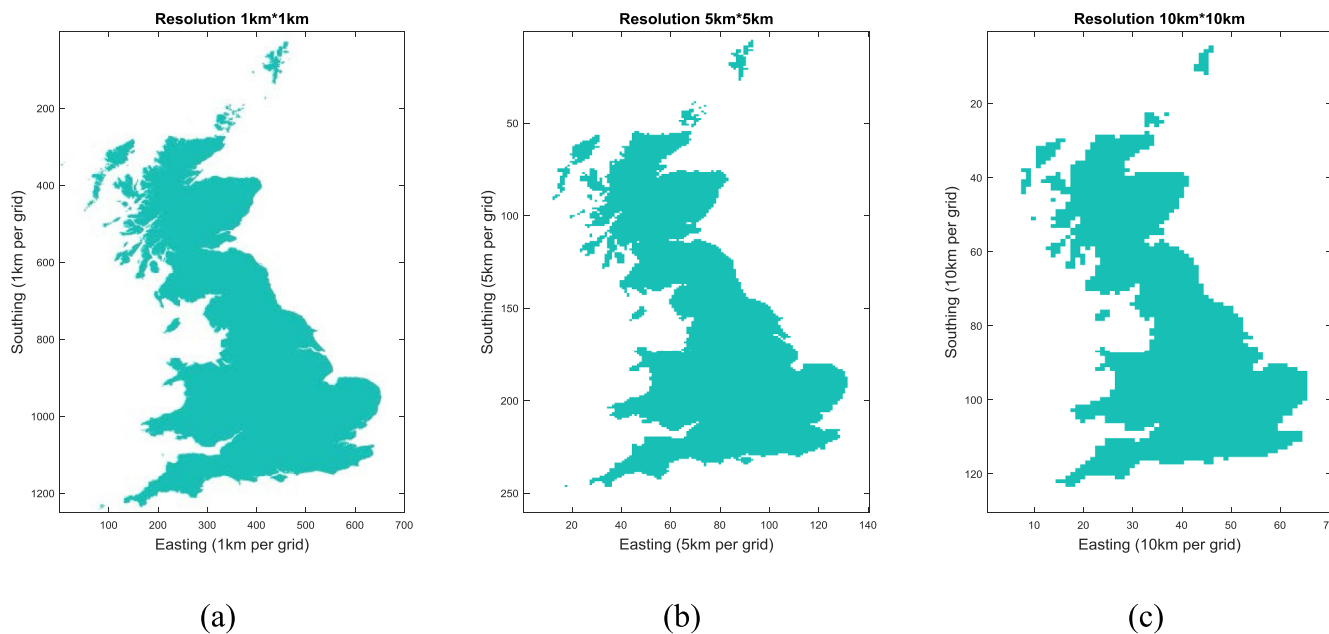 Resolution 1km*1km
200
400
600
800
1000
1200
100 200 300 400 500 600 700
Southing (1km per grid)
Easting (1km per grid)
(a)
Resolution 5km*5km
50
100
150
200
250
20 40 60 80 100 120 140
Southing (5km per grid)
Easting (5km per grid)
(b)
Resolution 10km*10km
20
40
60
80
100
120
10 20 30 40 50 60
Southing (10km per grid)
Easting (10km per grid)
(c)